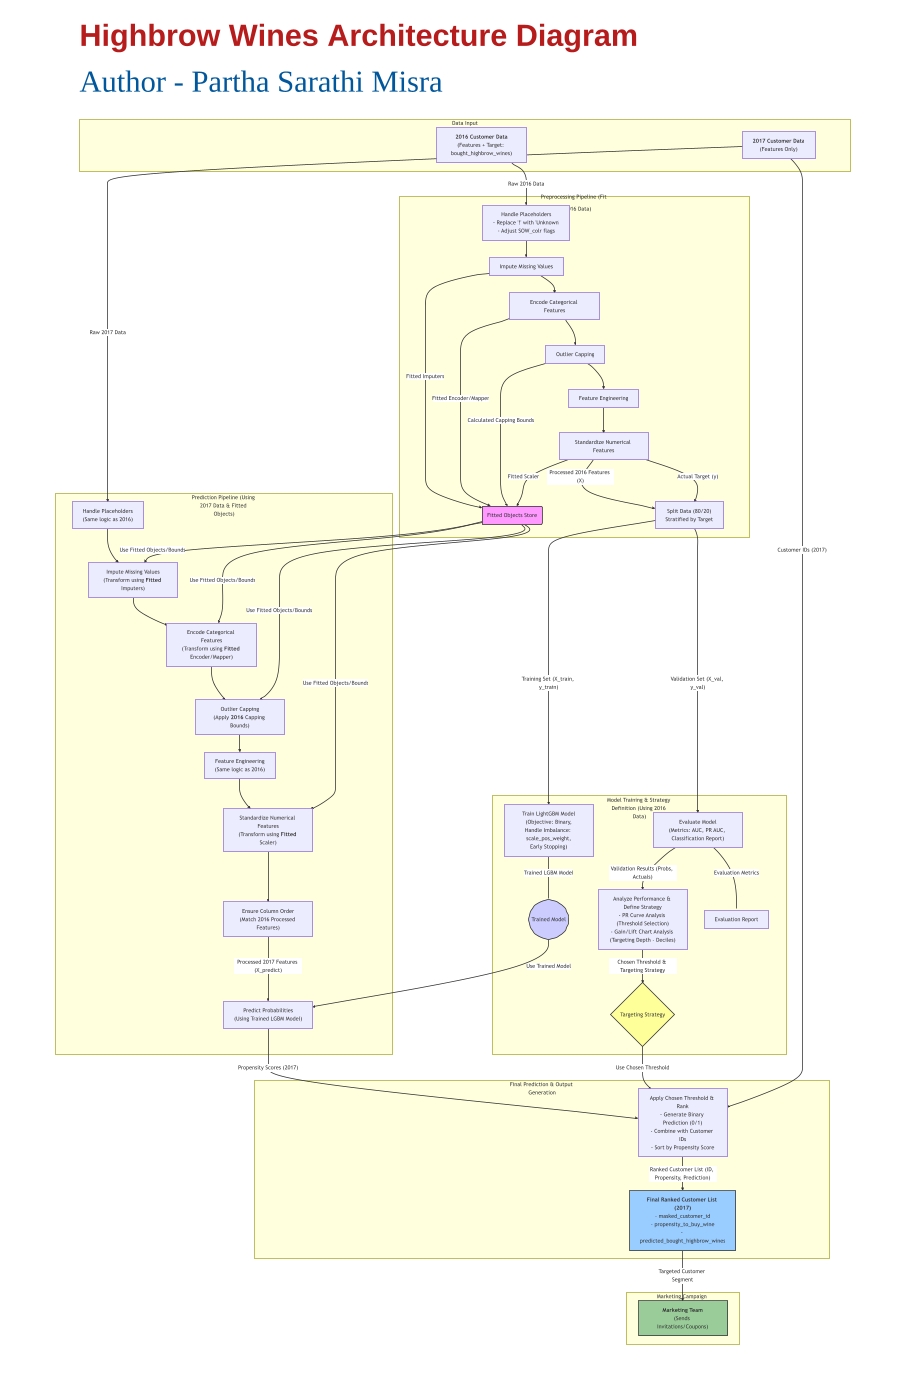 Highbrow Wines Architecture Diagram
Author - Partha Sarathi Misra
Data Input
2016 Customer Data
(Features + Target:
bought_highbrow_wines)
2017 Customer Data
(Features Only)
Raw 2016 Data
Preprocessing Pipeline (Fit
16 Data)
Handle Placeholders
- Replace '?' with 'Unknown'
- Adjust SOW_colr flags
Impute Missing Values
Encode Categorical
Features
Raw 2017 Data
Outlier Capping
Fitted Imputers
Fitted Encoder/Mapper
Feature Engineering
Calculated Capping Bounds
Standardize Numerical
Features
Fitted Scaler
Processed 2016 Features
(X)
Actual Target (y)
Prediction Pipeline (Using
2017 Data & Fitted
Objects)
Handle Placeholders
(Same logic as 2016)
Fitted Objects Store
Split Data (80/20)
Stratified by Target
Use Fitted Objects/Bounds
Customer IDs (2017)
Impute Missing Values
(Transform using Fitted
Imputers)
Use Fitted Objects/Bounds
Use Fitted Objects/Bounds
Encode Categorical
Features
(Transform using Fitted
Encoder/Mapper)
Use Fitted Objects/Bounds
Training Set (X_train,
y_train)
Validation Set (X_val,
y_val)
Outlier Capping
(Apply 2016 Capping
Bounds)
Feature Engineering
(Same logic as 2016)
Model Training & Strategy
Definition (Using 2016
Data)
Standardize Numerical
Features
(Transform using Fitted
Scaler)
Train LightGBM Model
(Objective: Binary,
Handle Imbalance:
scale_pos_weight,
Early Stopping)
Evaluate Model
(Metrics: AUC, PR AUC,
Classification Report)
Trained LGBM Model
Validation Results (Probs,
Actuals)
Evaluation Metrics
Ensure Column Order
(Match 2016 Processed
Features)
Trained Model
Analyze Performance &
Define Strategy
- PR Curve Analysis
(Threshold Selection)
- Gain/Lift Chart Analysis
(Targeting Depth - Deciles)
Evaluation Report
Processed 2017 Features
(X_predict)
Use Trained Model
Chosen Threshold &
Targeting Strategy
Predict Probabilities
(Using Trained LGBM Model)
Targeting Strategy
Propensity Scores (2017)
Use Chosen Threshold
Final Prediction & Output
Generation
Apply Chosen Threshold &
Rank
- Generate Binary
Prediction (0/1)
- Combine with Customer
IDs
- Sort by Propensity Score
Ranked Customer List (ID,
Propensity, Prediction)
Final Ranked Customer List
(2017)
- masked_customer_id
- propensity_to_buy_wine
-
predicted_bought_highbrow_wines
Targeted Customer
Segment
Marketing Campaign
Marketing Team
(Sends
Invitations/Coupons)